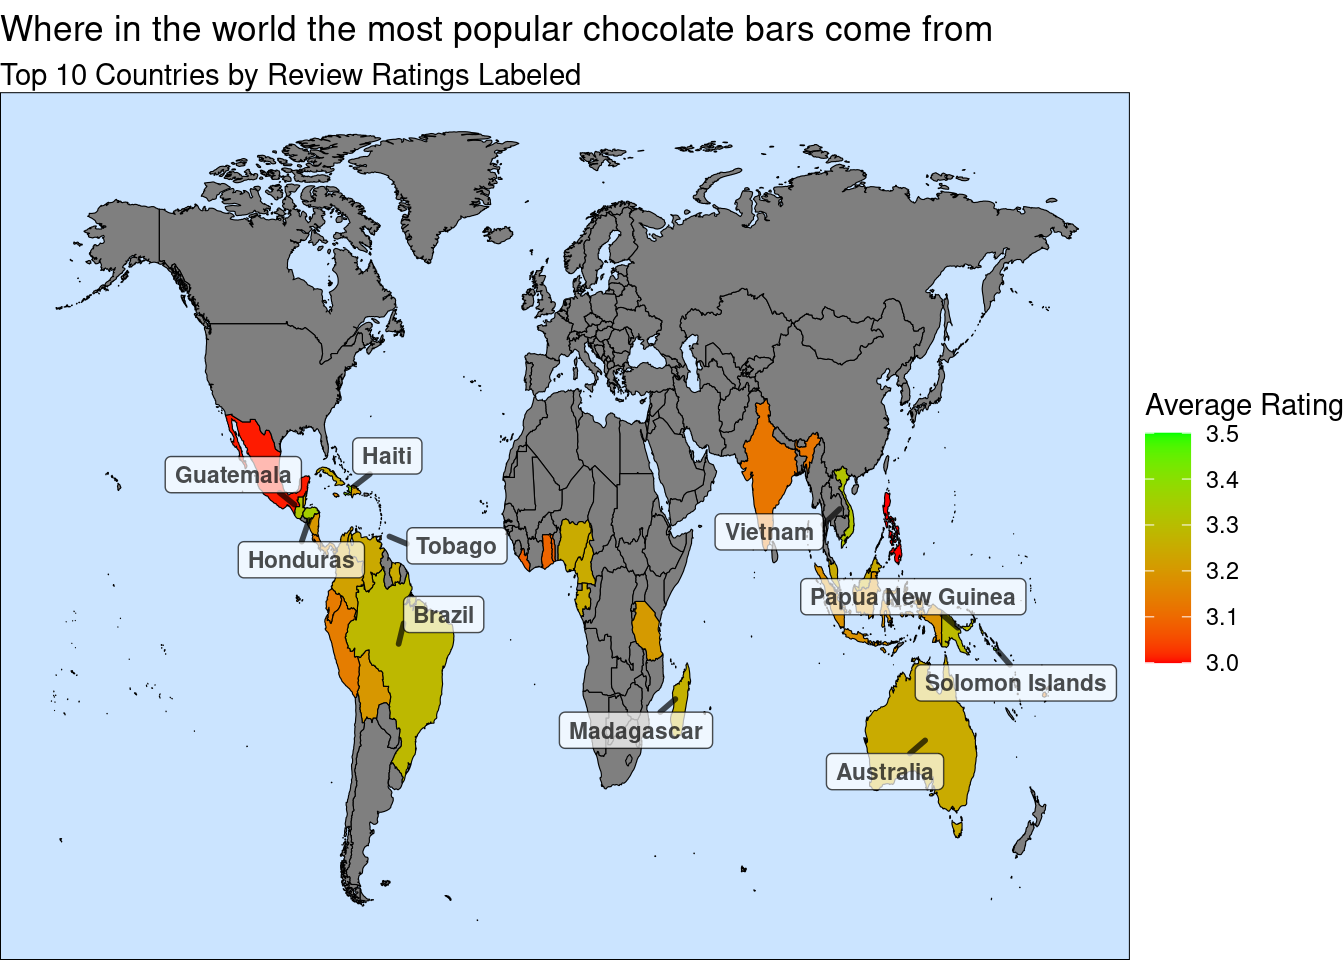 Where in the world the most popular chocolate bars come from
Top 10 Countries by Review Ratings Labeled
Haiti
Guatemala
Honduras
Tobago
Brazil
Vietnam
Papua New Guinea
Solomon Islands
Madagascar
Australia
Average Rating
3.5
3.4
3.3
3.2
3.1
3.0